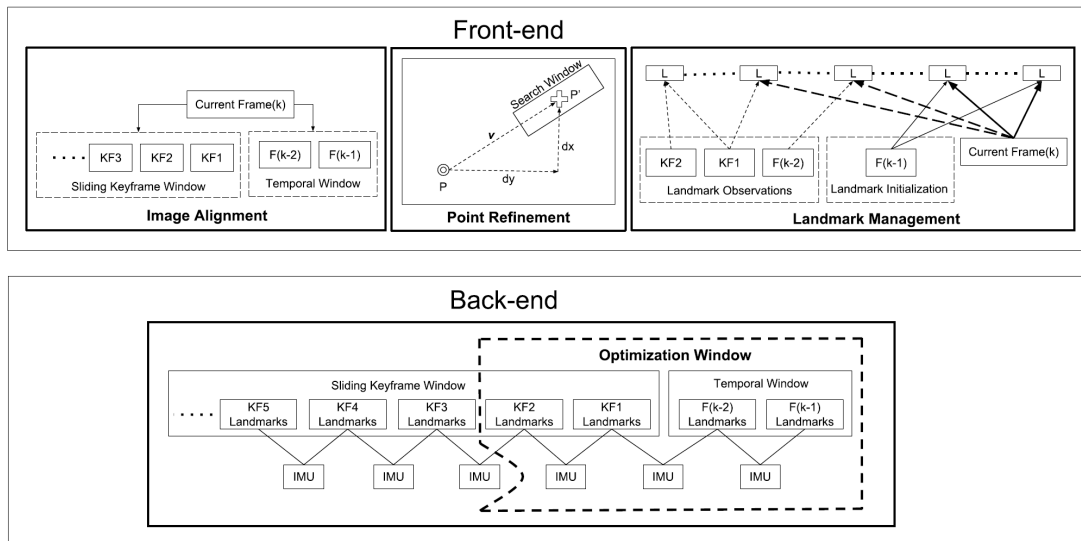 Front-end
Current Frame(k)
KF3 KF2 KF1
Sliding Keyframe Window
F(k-2) F(k-1)
Temporal Window
Image Alignment
Search Window
P'
v
dx
dy
P
Point Refinement
L L L L L
KF2 KF1 F(k-2)
Landmark Observations
F(k-1)
Landmark Initialization
Current Frame(k)
Landmark Management
Back-end
Optimization Window
Sliding Keyframe Window
Temporal Window
KF5 KF4 KF3 KF2 KF1 F(k-2) F(k-1)
Landmarks Landmarks Landmarks Landmarks Landmarks Landmarks Landmarks
IMU IMU IMU IMU IMU IMU